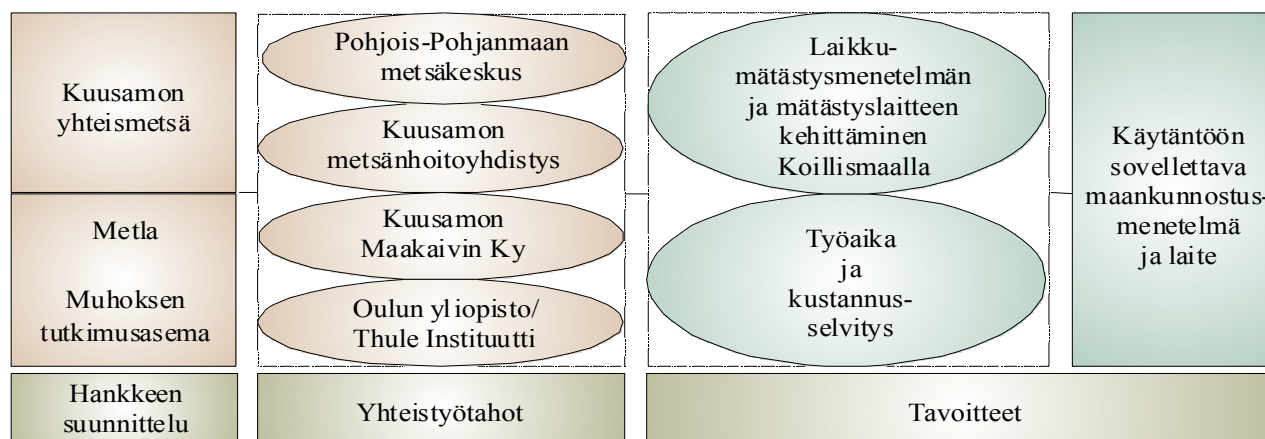 Kuusamon
yhteismetsä
Metla
Muhoksen
tutkimusasema
Hankkeen
suunnittelu
Pohjois-Pohjanmaan
metsäkeskus
Kuusamon
metsänhoitoyhdistys
Kuusamon
Maakaivin Ky
Oulun yliopisto/
Thule Instituutti
Yhteistyötahot
Laikku-
mätästysmenetelmän
ja mätästyslaitteen
kehittäminen
Koillismaalla
Työaika
ja
kustannus-
selvitys
Käytäntöön
sovellettava
maankunnostus-
menetelmä
ja laite
Tavoitteet